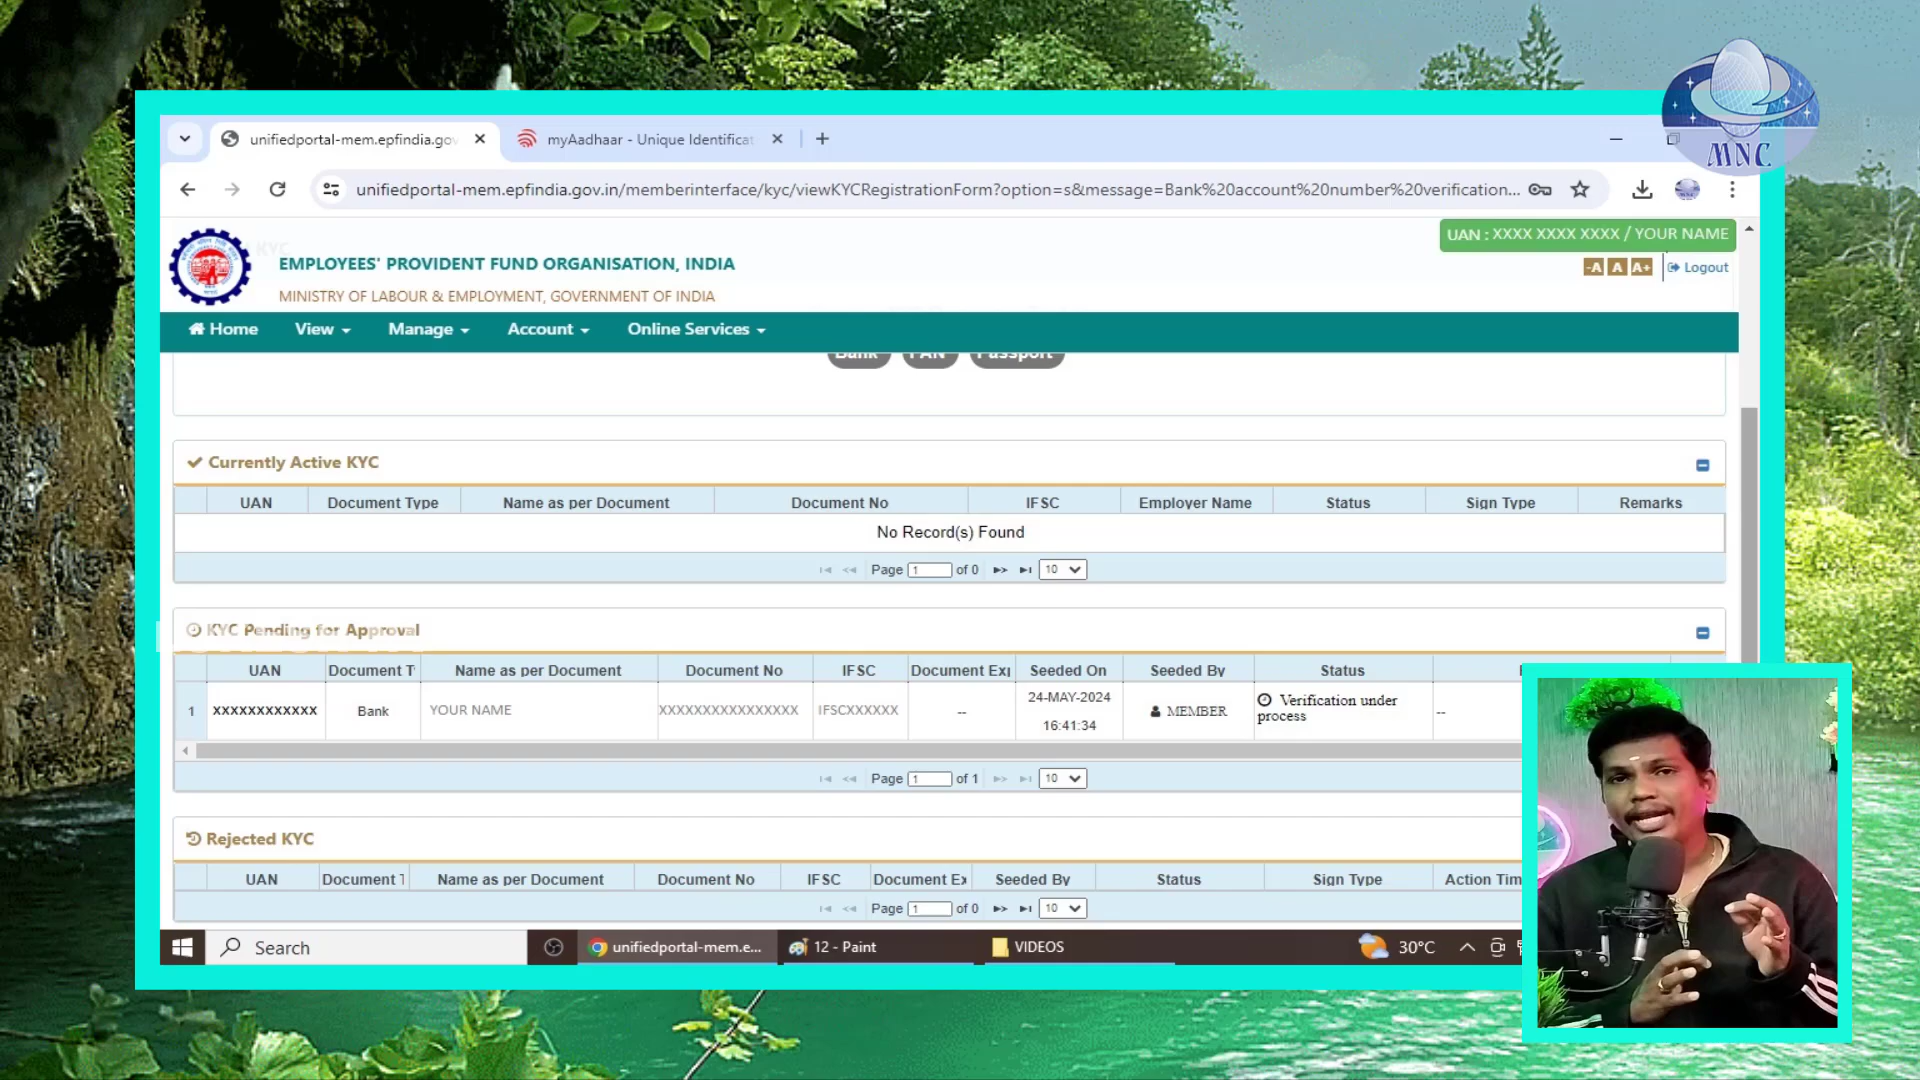 MNC
unifiedportal-mem.epfindia.gov
myAadhaar - Unique Identificat
unifiedportal-mem.epfindia.gov.in/memberinterface/kyc/viewKYCRegistrationForm?option=s&message=Bank%20account%20number%20verification...
UAN : XXXX XXXX XXXX / YOUR NAME
KYC
EMPLOYEES' PROVIDENT FUND ORGANISATION, INDIA
-A A A+ Logout
MINISTRY OF LABOUR & EMPLOYMENT, GOVERNMENT OF INDIA
Home View Manage Account Online Services
Bank PAN Passport
Currently Active KYC
UAN Document Type Name as per Document Document No IFSC Employer Name Status Sign Type Remarks
No Record(s) Found
Page 1 of 0 10
KYC Pending for Approval
UAN Document T Name as per Document Document No IFSC Document Exp Seeded On Seeded By Status
1 XXXXXXXXXXXX Bank YOUR NAME XXXXXXXXXXXXXXXX IFSCXXXXXX -- 24-MAY-2024 16:41:34 MEMBER Verification under process --
Page 1 of 1 10
Rejected KYC
UAN Document T Name as per Document Document No IFSC Document Ex Seeded By Status Sign Type Action Tim
Page 1 of 0 10
Search unifiedportal-mem.e... 12 - Paint VIDEOS 30°C